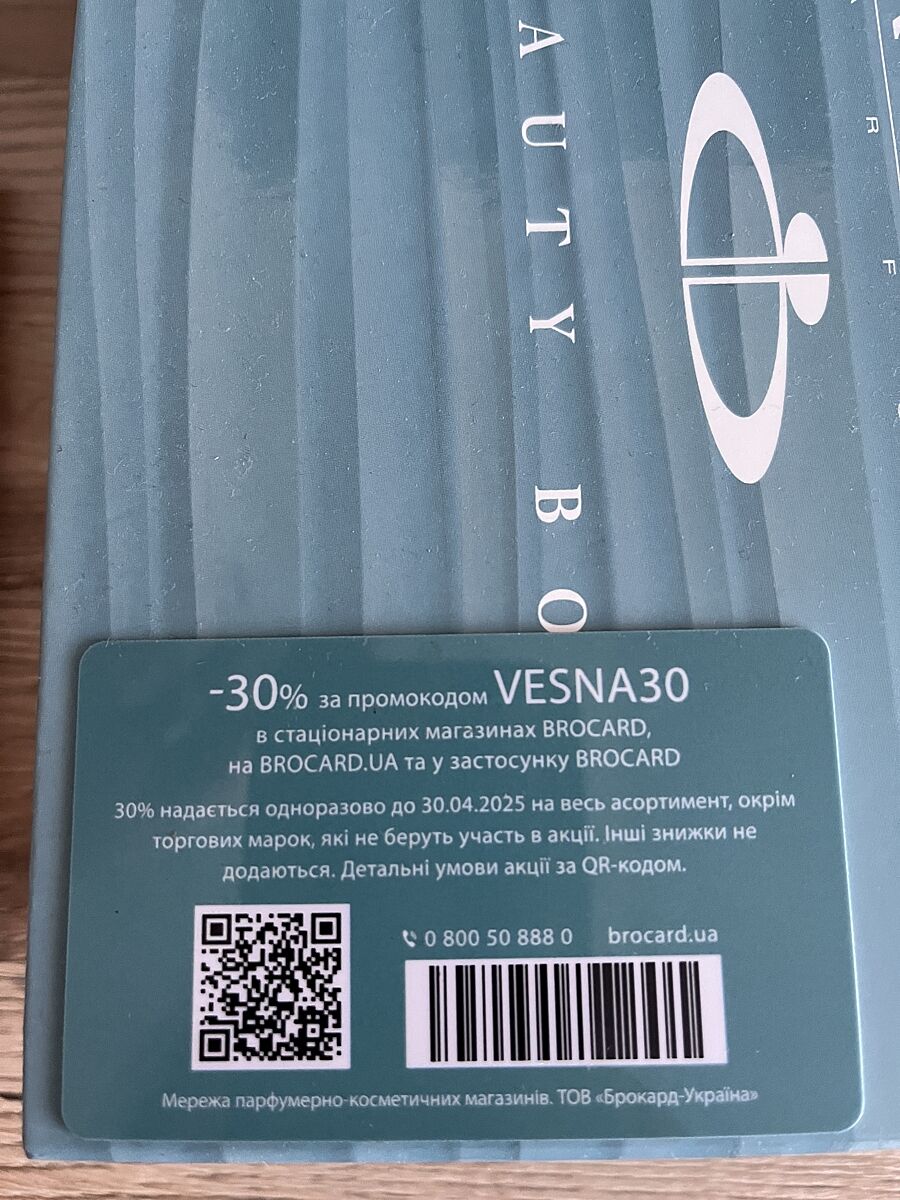 AUTY BO
-30% за промокодом VESNA30
в стаціонарних магазинах BROCARD,
на BROCARD.UA та у застосунку BROCARD
30% надається одноразово до 30.04.2025 на весь асортимент, окрім
торгових марок, які не беруть участь в акції. Інші знижки не
додаються. Детальні умови акції за QR-кодом.
0 800 50 888 0 brocard.ua
Мережа парфумерно-косметичних магазинів. ТОВ «Брокард-Україна»